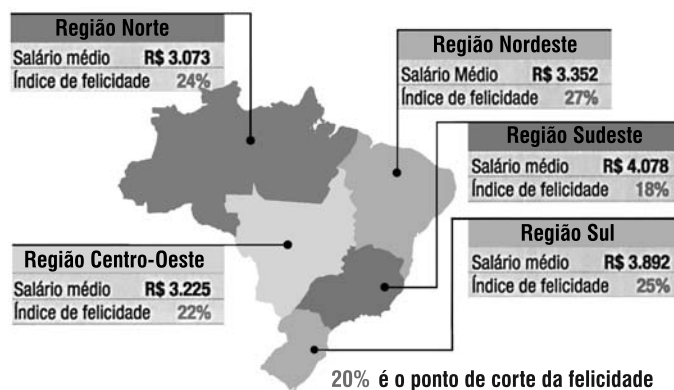 Região Norte
Salário médio R$ 3.073
Índice de felicidade 24%
Região Nordeste
Salário Médio R$ 3.352
Índice de felicidade 27%
Região Sudeste
Salário médio R$ 4.078
Índice de felicidade 18%
Região Centro-Oeste
Salário médio R$ 3.225
Índice de felicidade 22%
Região Sul
Salário médio R$ 3.892
Índice de felicidade 25%
20% é o ponto de corte da felicidade